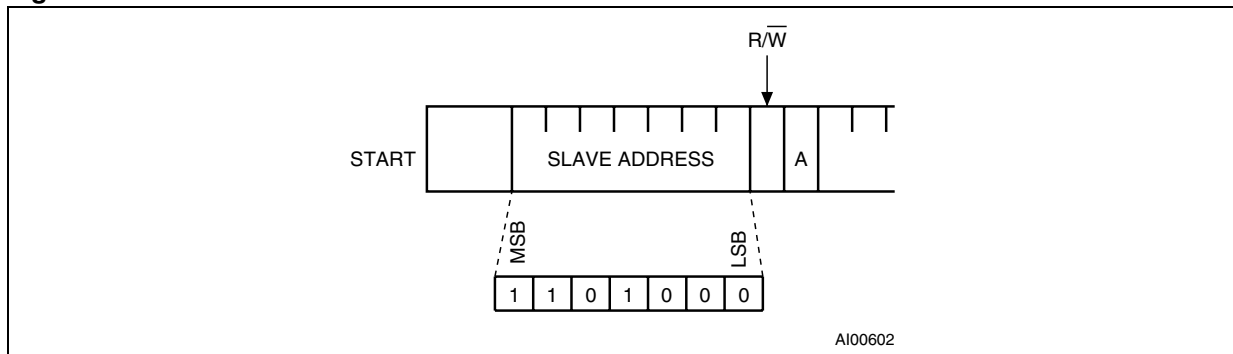 R/W
START
SLAVE ADDRESS
A
MSB
LSB
1 1 0 1 0 0 0
AI00602